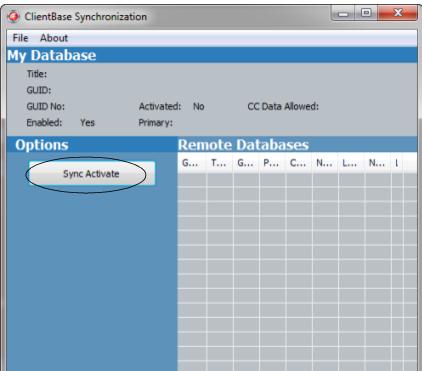 ClientBase Synchronization
File About
My Database
Title:
GUID:
GUID No: Activated: No CC Data Allowed:
Enabled: Yes Primary:
Options Remote Databases
G... T... G... P... C... N... L... N...
Sync Activate